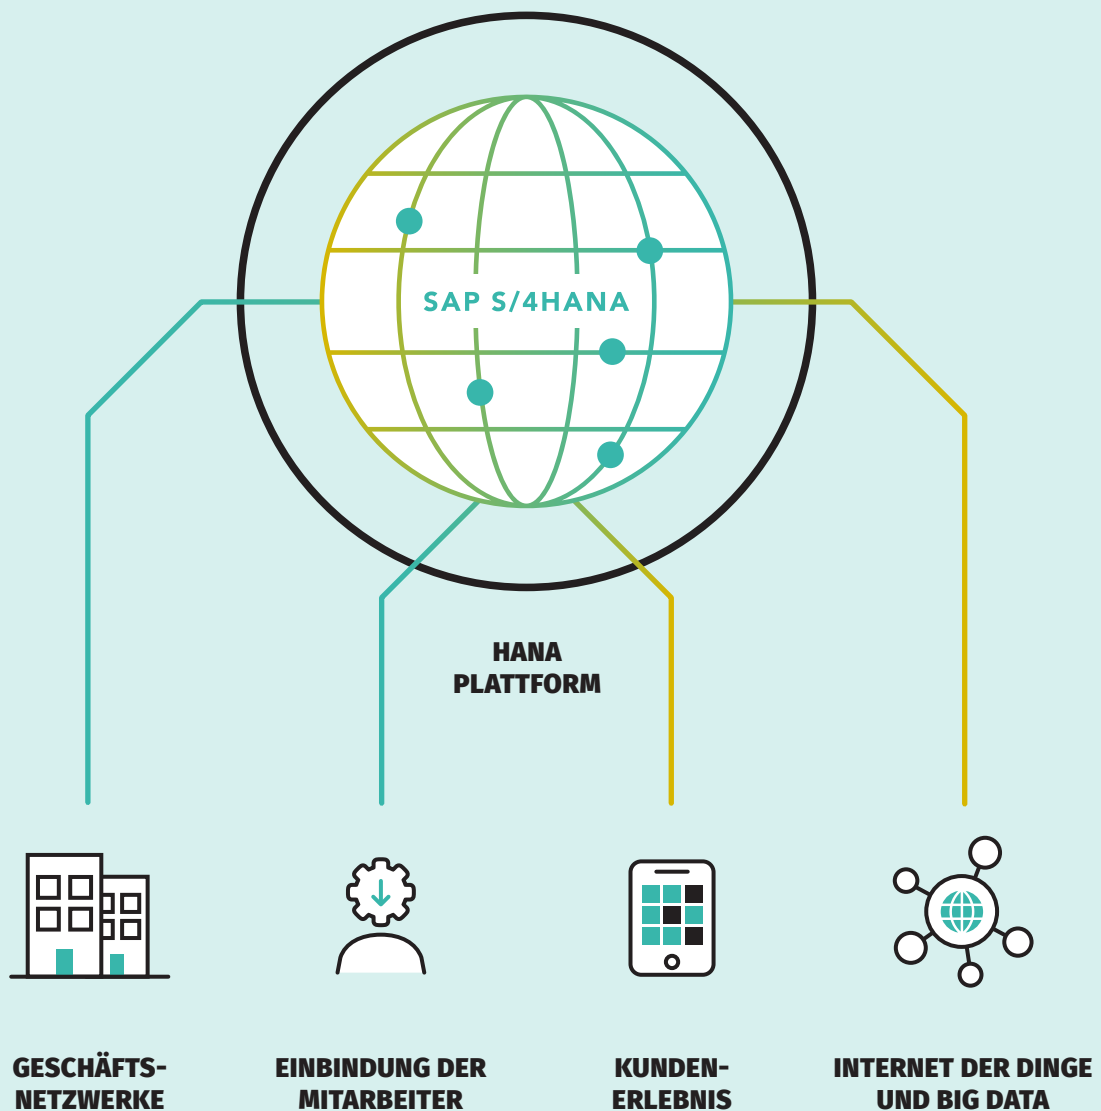 SAP S/4HANA
HANA
PLATTFORM
GESCHÄFTS-
NETZWERKE
EINBINDUNG DER
MITARBEITER
KUNDEN-
ERLEBNIS
INTERNET DER DINGE
UND BIG DATA